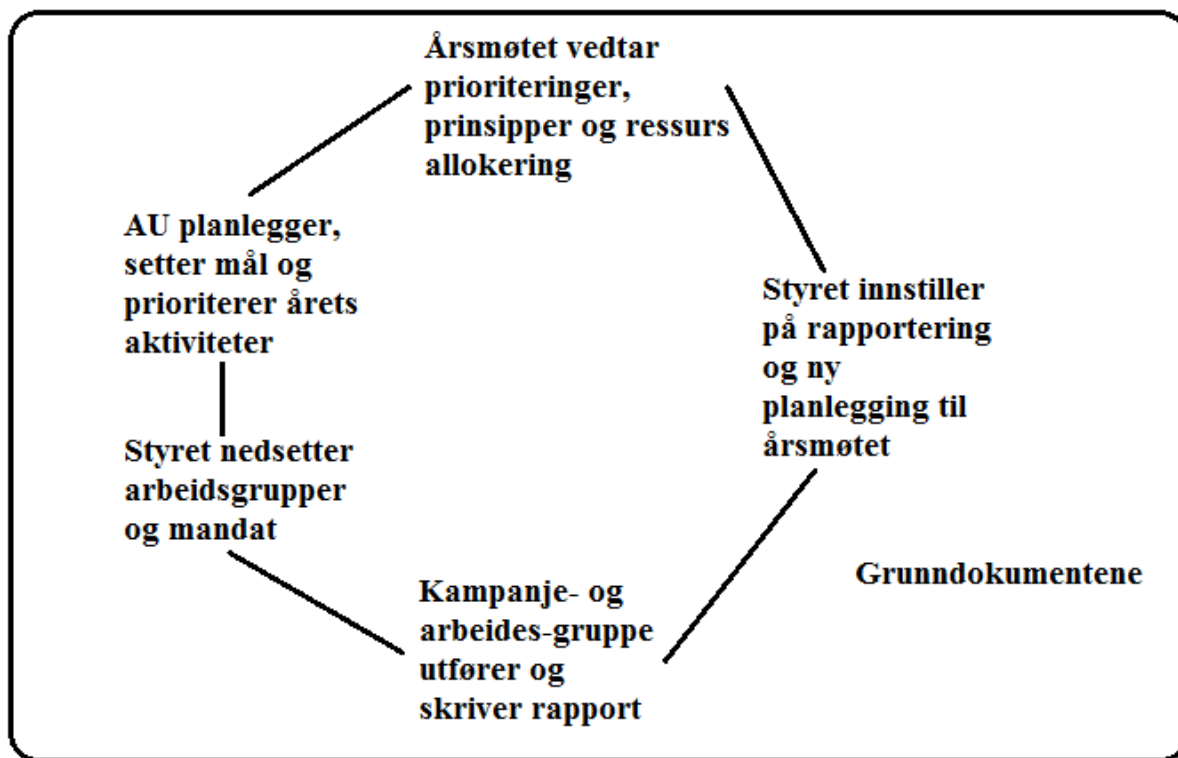 Årsmøtet vedtar
prioriteringer,
prinsipper og ressurs
allokering
AU planlegger,
setter mål og
prioriterer årets
aktiviteter
Styret innstiller
på rapportering
og ny
planlegging til
årsmøtet
Styret nedsetter
arbeidsgrupper
og mandat
Grunndokumentene
Kampanje- og
arbeides-gruppe
utfører og
skriver rapport